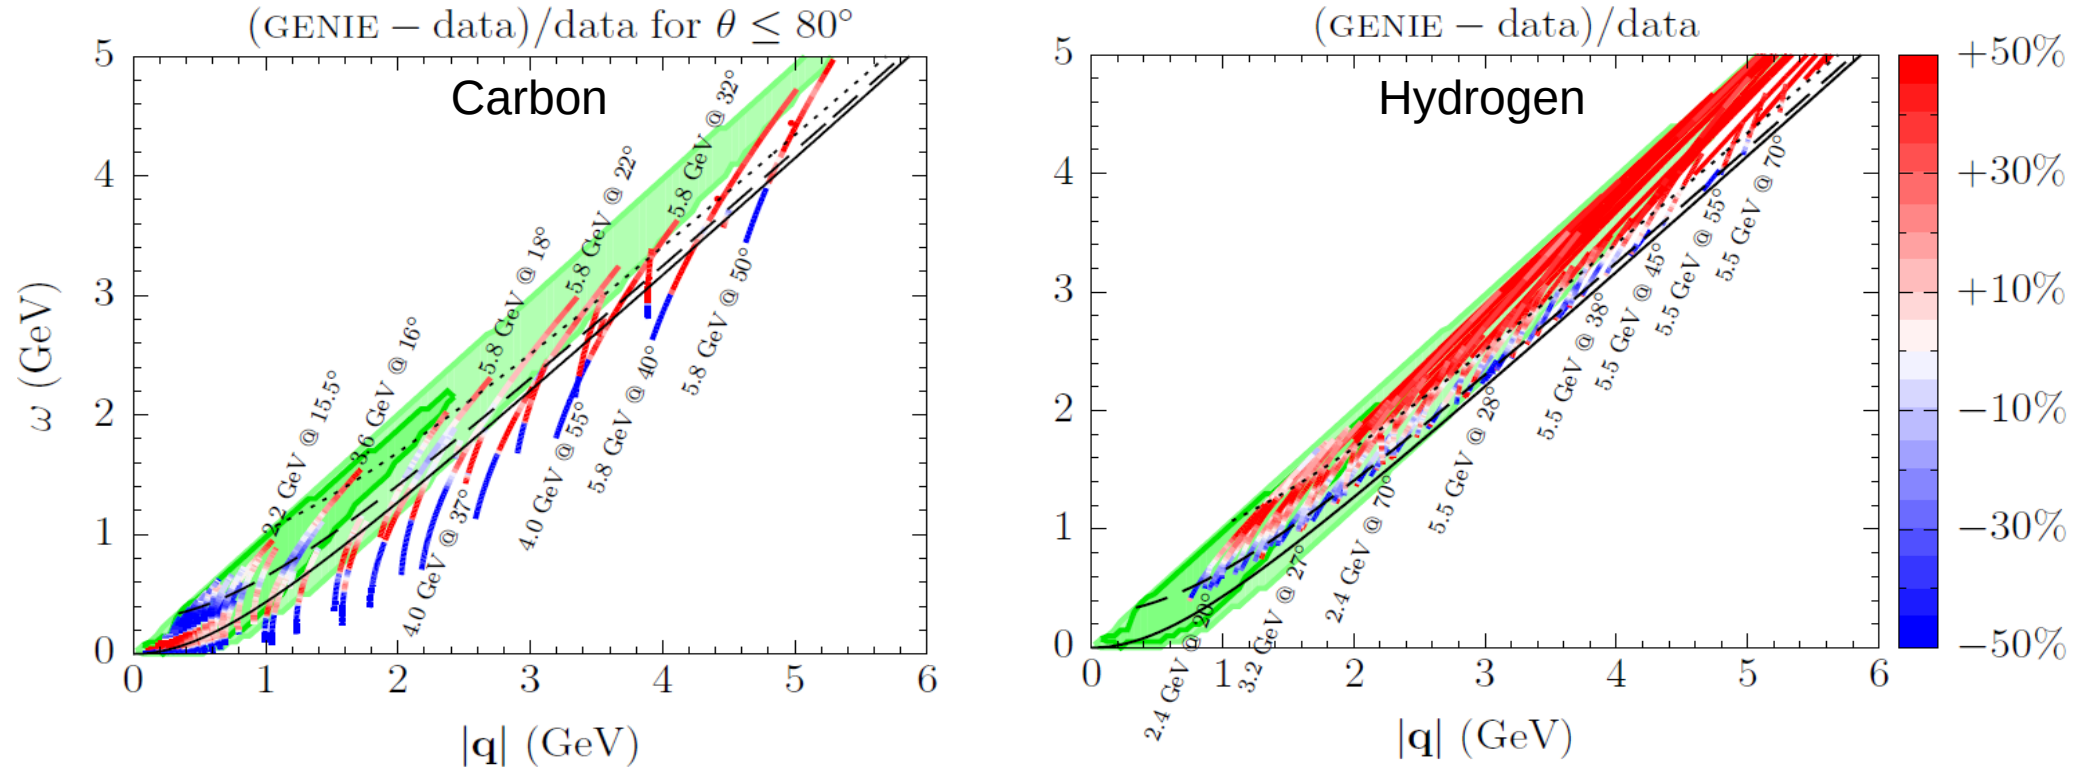 (GENIE − data)/data for θ ≤ 80°
Carbon
5
4
3
2
1
0
ω (GeV)
2.2 GeV @ 15.5°
3.6 GeV @ 16°
5.8 GeV @ 18°
5.8 GeV @ 22°
5.8 GeV @ 32°
4.0 GeV @ 37°
4.0 GeV @ 55°
5.8 GeV @ 40°
5.8 GeV @ 50°
0 1 2 3 4 5 6
|q| (GeV)
(GENIE − data)/data
Hydrogen
5
4
3
2
1
0
2.4 GeV @ 20°
3.2 GeV @ 27°
2.4 GeV @ 70°
5.5 GeV @ 28°
5.5 GeV @ 38°
5.5 GeV @ 45°
5.5 GeV @ 55°
5.5 GeV @ 70°
0 1 2 3 4 5 6
|q| (GeV)
+50%
+30%
+10%
−10%
−30%
−50%